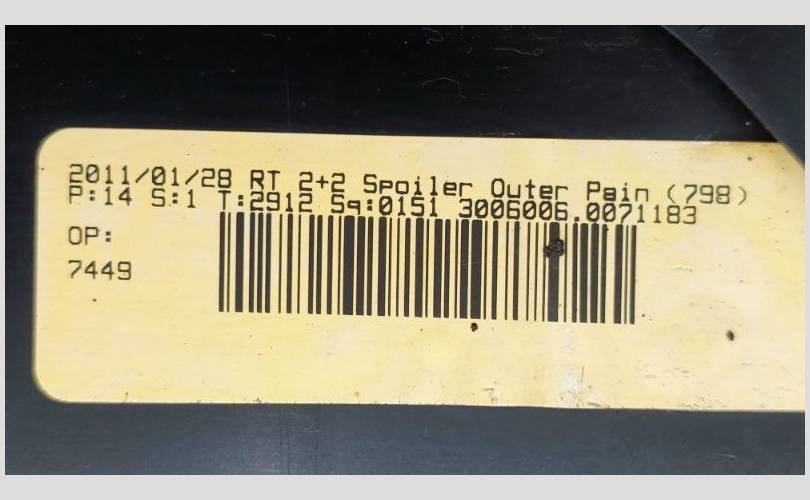 2011/01/28 RT 2+2 Spoiler Outer Pain (798)
P:14 S:1 T:2912 Sq:0151 3006006.0071183
OP:
7449